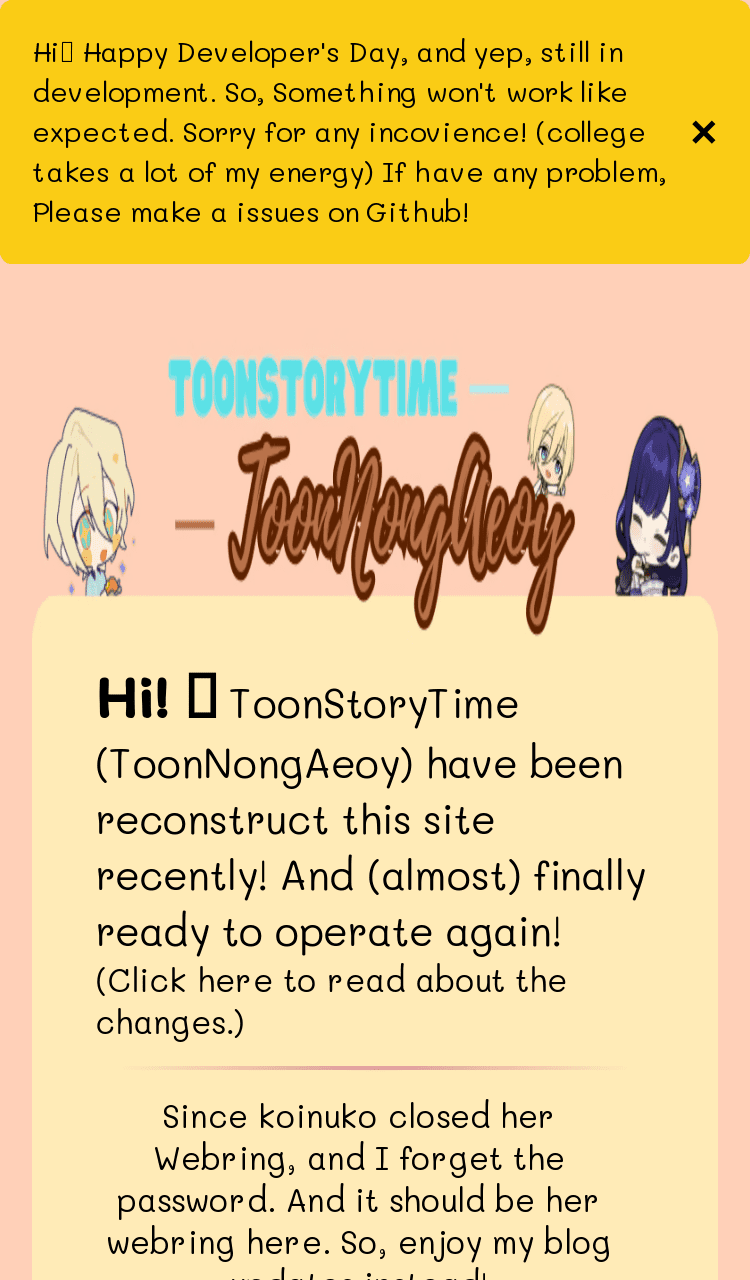 Hi▯ Happy Developer's Day, and yep, still in
development. So, Something won't work like
expected. Sorry for any incovience! (college
takes a lot of my energy) If have any problem,
Please make a issues on Github!
×
TOONSTORYTIME —
— ToonNongAeoy
Hi! ▯ ToonStoryTime
(ToonNongAeoy) have been
reconstruct this site
recently! And (almost) finally
ready to operate again!
(Click here to read about the
changes.)
Since koinuko closed her
Webring, and I forget the
password. And it should be her
webring here. So, enjoy my blog
updates instead!